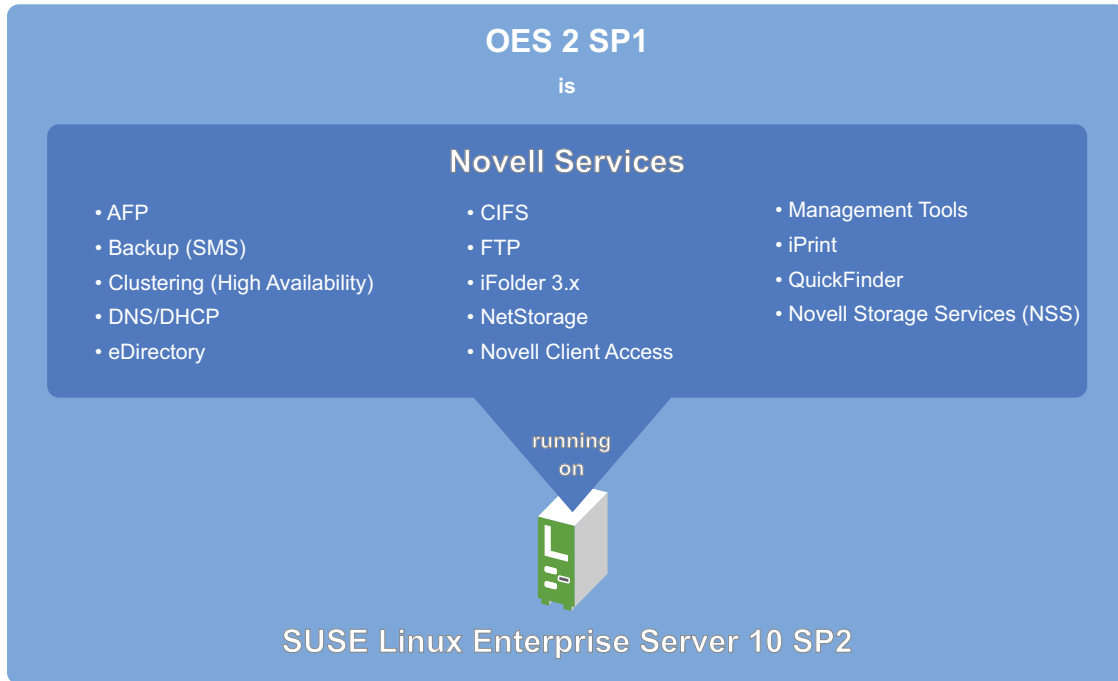 OES 2 SP1
is
Novell Services
• AFP
• Backup (SMS)
• Clustering (High Availability)
• DNS/DHCP
• eDirectory
• CIFS
• FTP
• iFolder 3.x
• NetStorage
• Novell Client Access
• Management Tools
• iPrint
• QuickFinder
• Novell Storage Services (NSS)
running
on
L
SUSE Linux Enterprise Server 10 SP2